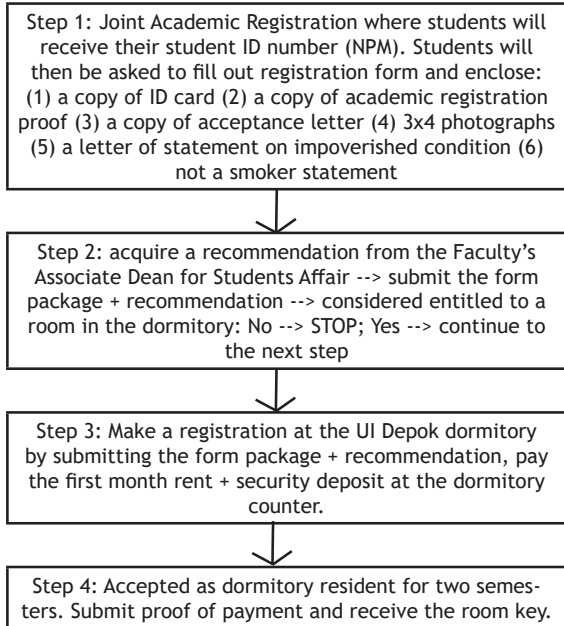 Step 1: Joint Academic Registration where students will
receive their student ID number (NPM). Students will
then be asked to fill out registration form and enclose:
(1) a copy of ID card (2) a copy of academic registration
proof (3) a copy of acceptance letter (4) 3x4 photographs
(5) a letter of statement on impoverished condition (6)
not a smoker statement
Step 2: acquire a recommendation from the Faculty's
Associate Dean for Students Affair --> submit the form
package + recommendation --> considered entitled to a
room in the dormitory: No --> STOP; Yes --> continue to
the next step
Step 3: Make a registration at the UI Depok dormitory
by submitting the form package + recommendation, pay
the first month rent + security deposit at the dormitory
counter.
Step 4: Accepted as dormitory resident for two semes-
ters. Submit proof of payment and receive the room key.